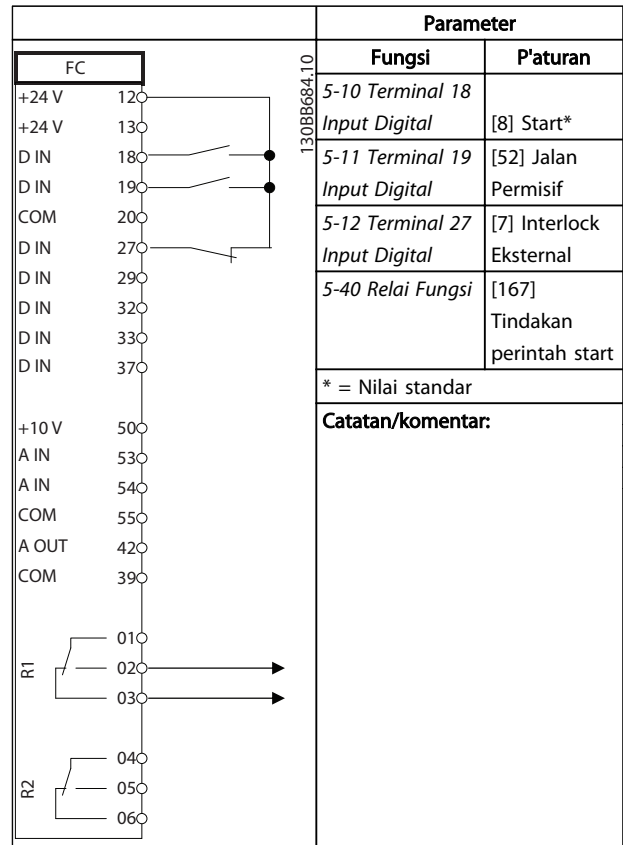 FC
+24 V 12
+24 V 13
D IN 18
D IN 19
COM 20
D IN 27
D IN 29
D IN 32
D IN 33
D IN 37
+10 V 50
A IN 53
A IN 54
COM 55
A OUT 42
COM 39
R1
01
02
03
R2
04
05
06
130BB684.10
Parameter
Fungsi P'aturan
5-10 Terminal 18
Input Digital [8] Start*
5-11 Terminal 19 [52] Jalan
Input Digital Permisif
5-12 Terminal 27 [7] Interlock
Input Digital Eksternal
5-40 Relai Fungsi [167]
Tindakan
perintah start
* = Nilai standar
Catatan/komentar: